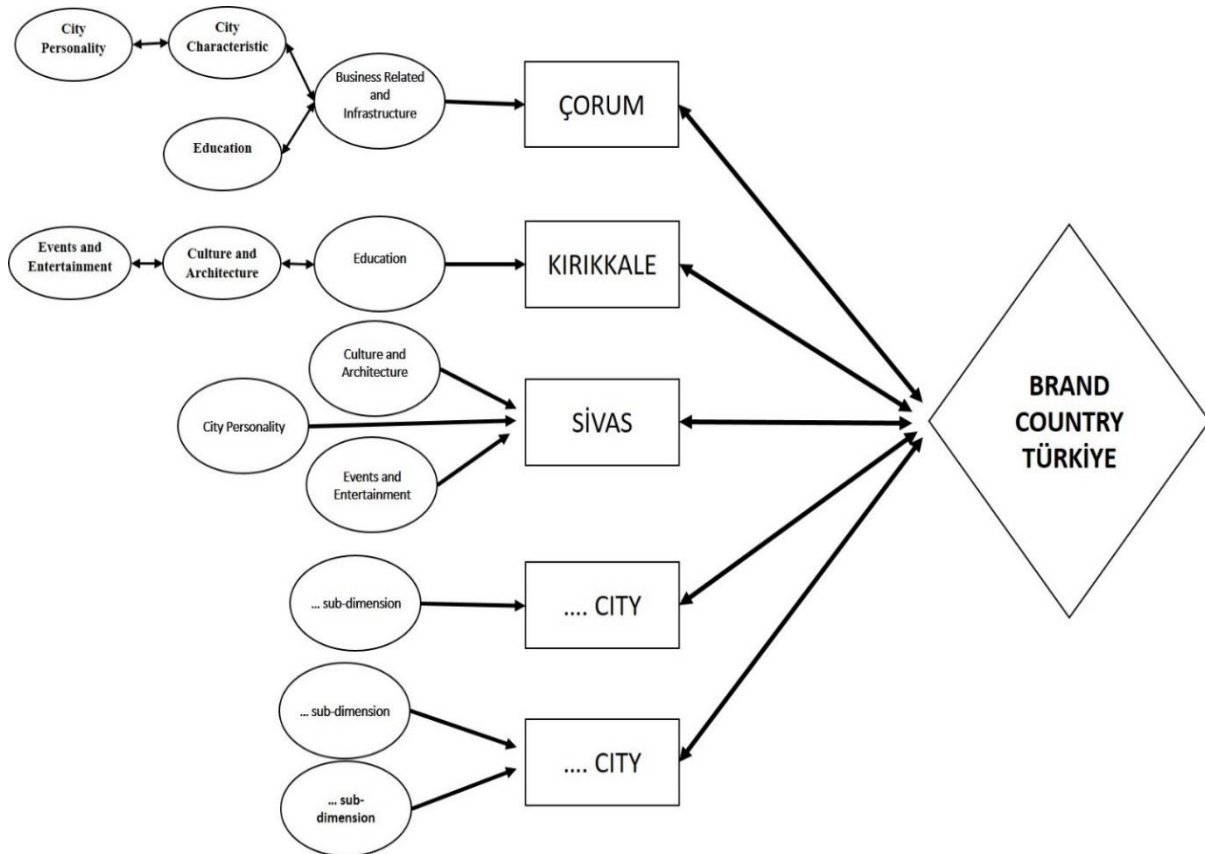 City
Personality
City
Characteristic
Business Related
and
Infrastructure
ÇORUM
Education
Events and
Entertainment
Culture and
Architecture
Education
KIRIKKALE
Culture and
Architecture
City Personality
SİVAS
Events and
Entertainment
BRAND
COUNTRY
TÜRKİYE
... sub-dimension
.... CITY
... sub-dimension
.... CITY
... sub-
dimension